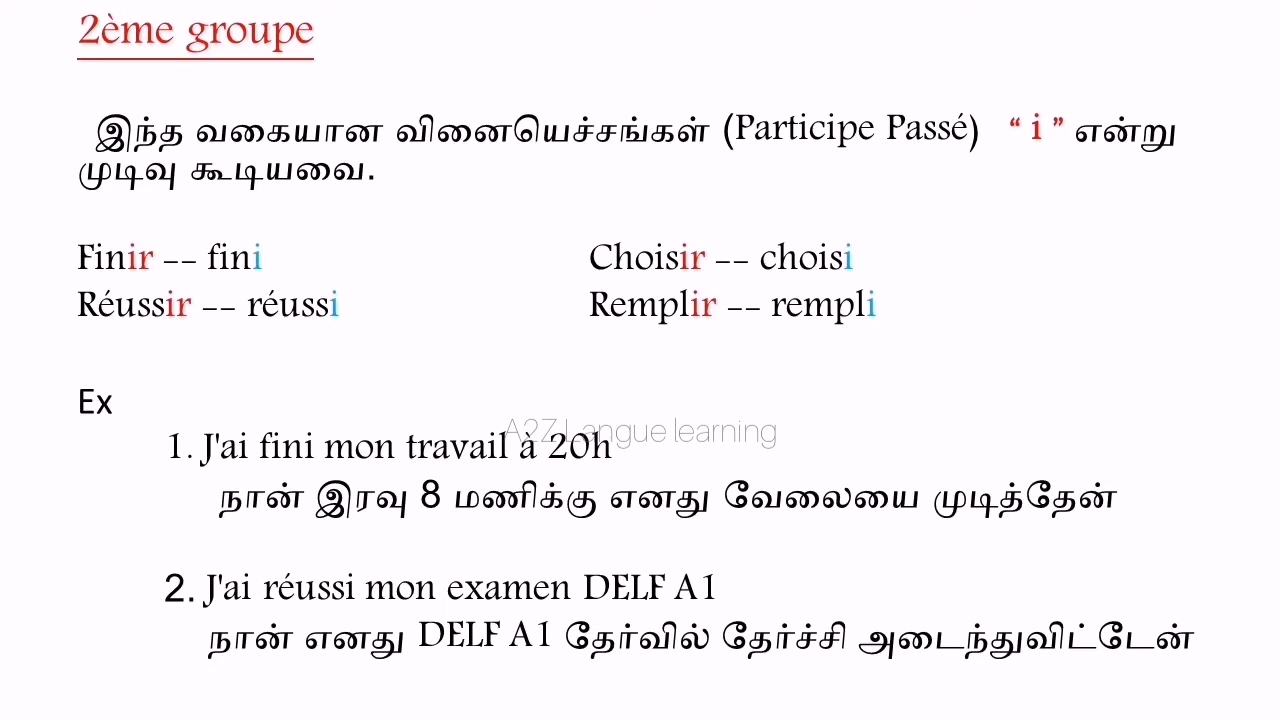 2ème groupe
இந்த வகையான வினையெச்சங்கள் (Participe Passé) “ i ” என்று
முடிவு கூடியவை.
Finir -- fini
Choisir -- choisi
Réussir -- réussi
Remplir -- rempli
Ex
A2Z Langue learning
1. J'ai fini mon travail à 20h
நான் இரவு 8 மணிக்கு எனது வேலையை முடித்தேன்
2. J'ai réussi mon examen DELF A1
நான் எனது DELF A1 தேர்வில் தேர்ச்சி அடைந்துவிட்டேன்